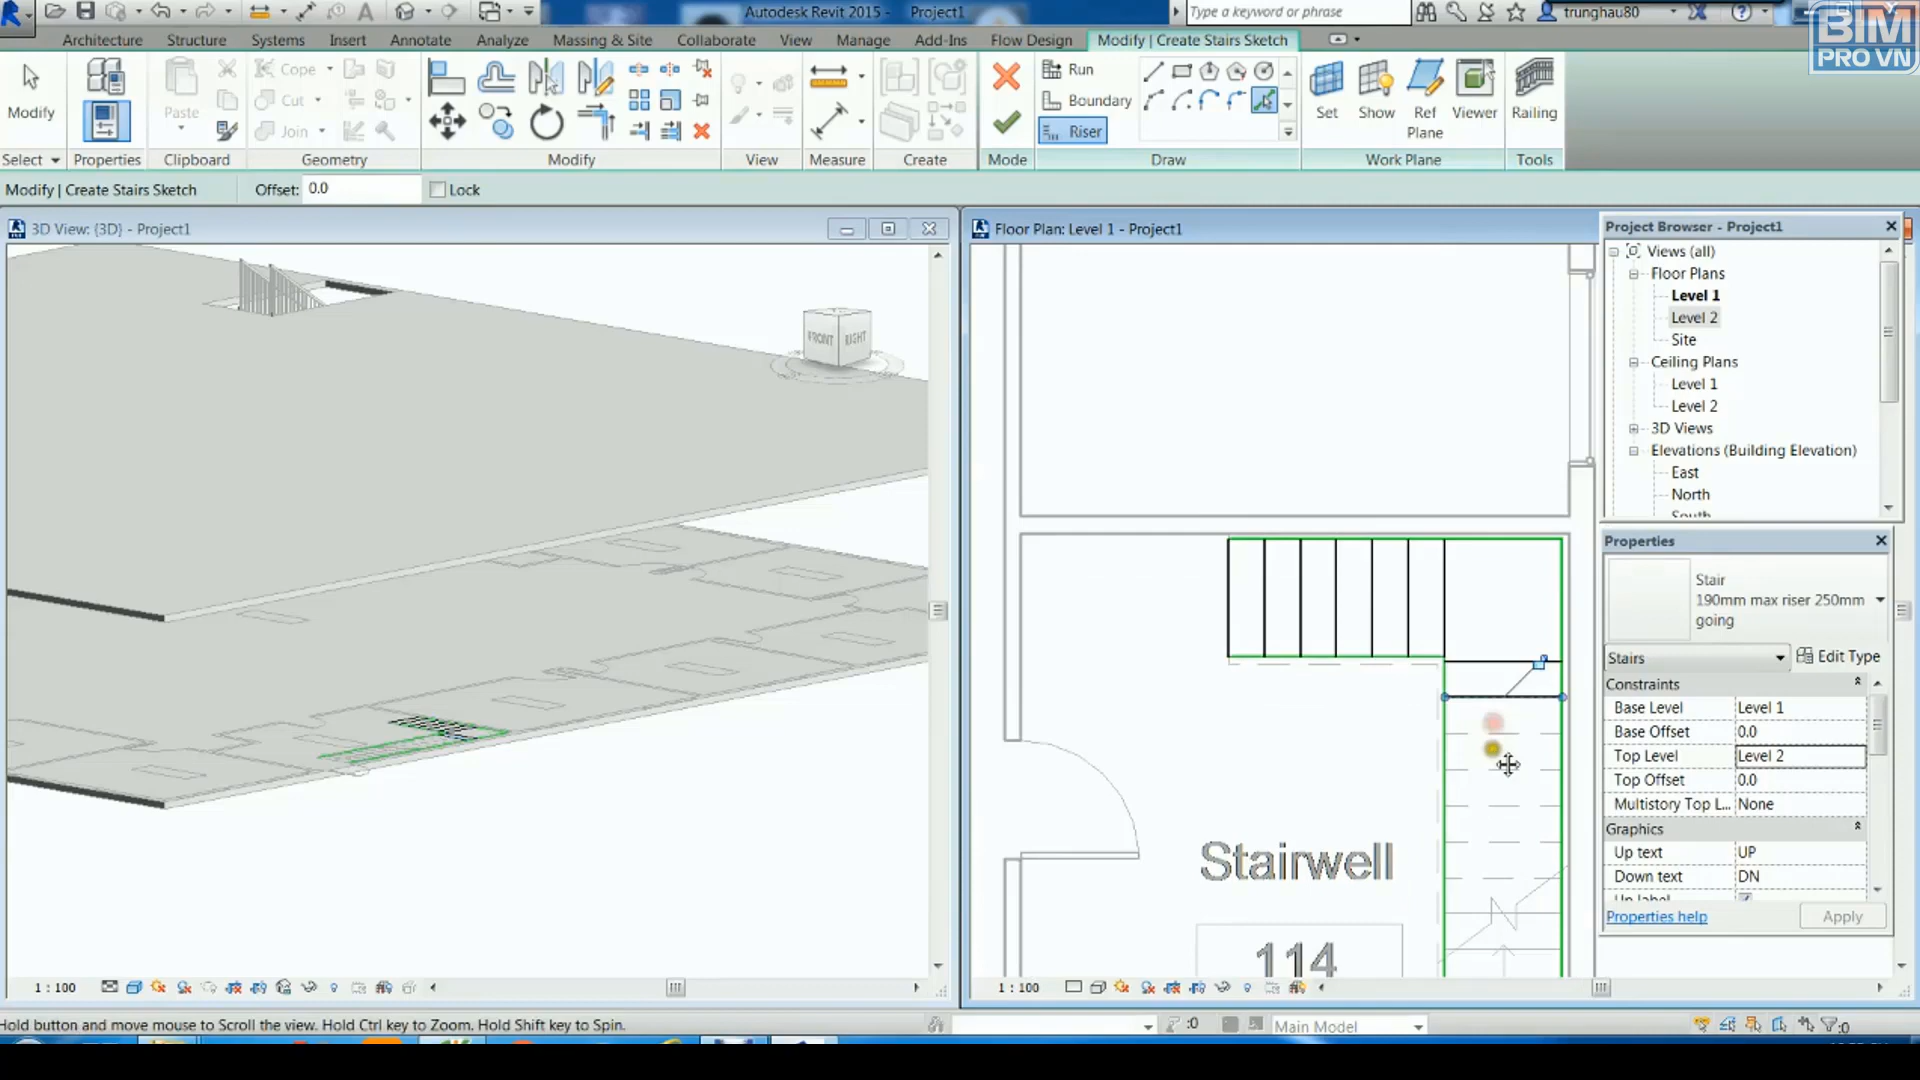 Autodesk Revit 2015 - Project1
Type a keyword or phrase
trunghau80
BIM
PRO VN
Architecture Structure Systems Insert Annotate Analyze Massing & Site Collaborate View Manage Add-Ins Flow Design Modify | Create Stairs Sketch
Modify
Paste
Cope
Cut
Join
Run
Boundary
Riser
Set
Show
Ref
Plane
Viewer
Railing
Select Properties Clipboard Geometry Modify View Measure Create Mode Draw Work Plane Tools
Modify | Create Stairs Sketch Offset: 0.0 Lock
3D View: {3D} - Project1
FRONT
RIGHT
1 : 100
Floor Plan: Level 1 - Project1
Stairwell
114
1 : 100
Project Browser - Project1
Views (all)
Floor Plans
Level 1
Level 2
Site
Ceiling Plans
Level 1
Level 2
3D Views
Elevations (Building Elevation)
East
North
South
Properties
Stair
190mm max riser 250mm
going
Stairs Edit Type
Constraints
Base Level Level 1
Base Offset 0.0
Top Level Level 2
Top Offset 0.0
Multistory Top L... None
Graphics
Up text UP
Down text DN
Up label
Properties help Apply
Hold button and move mouse to Scroll the view. Hold Ctrl key to Zoom. Hold Shift key to Spin.
:0
Main Model
:0